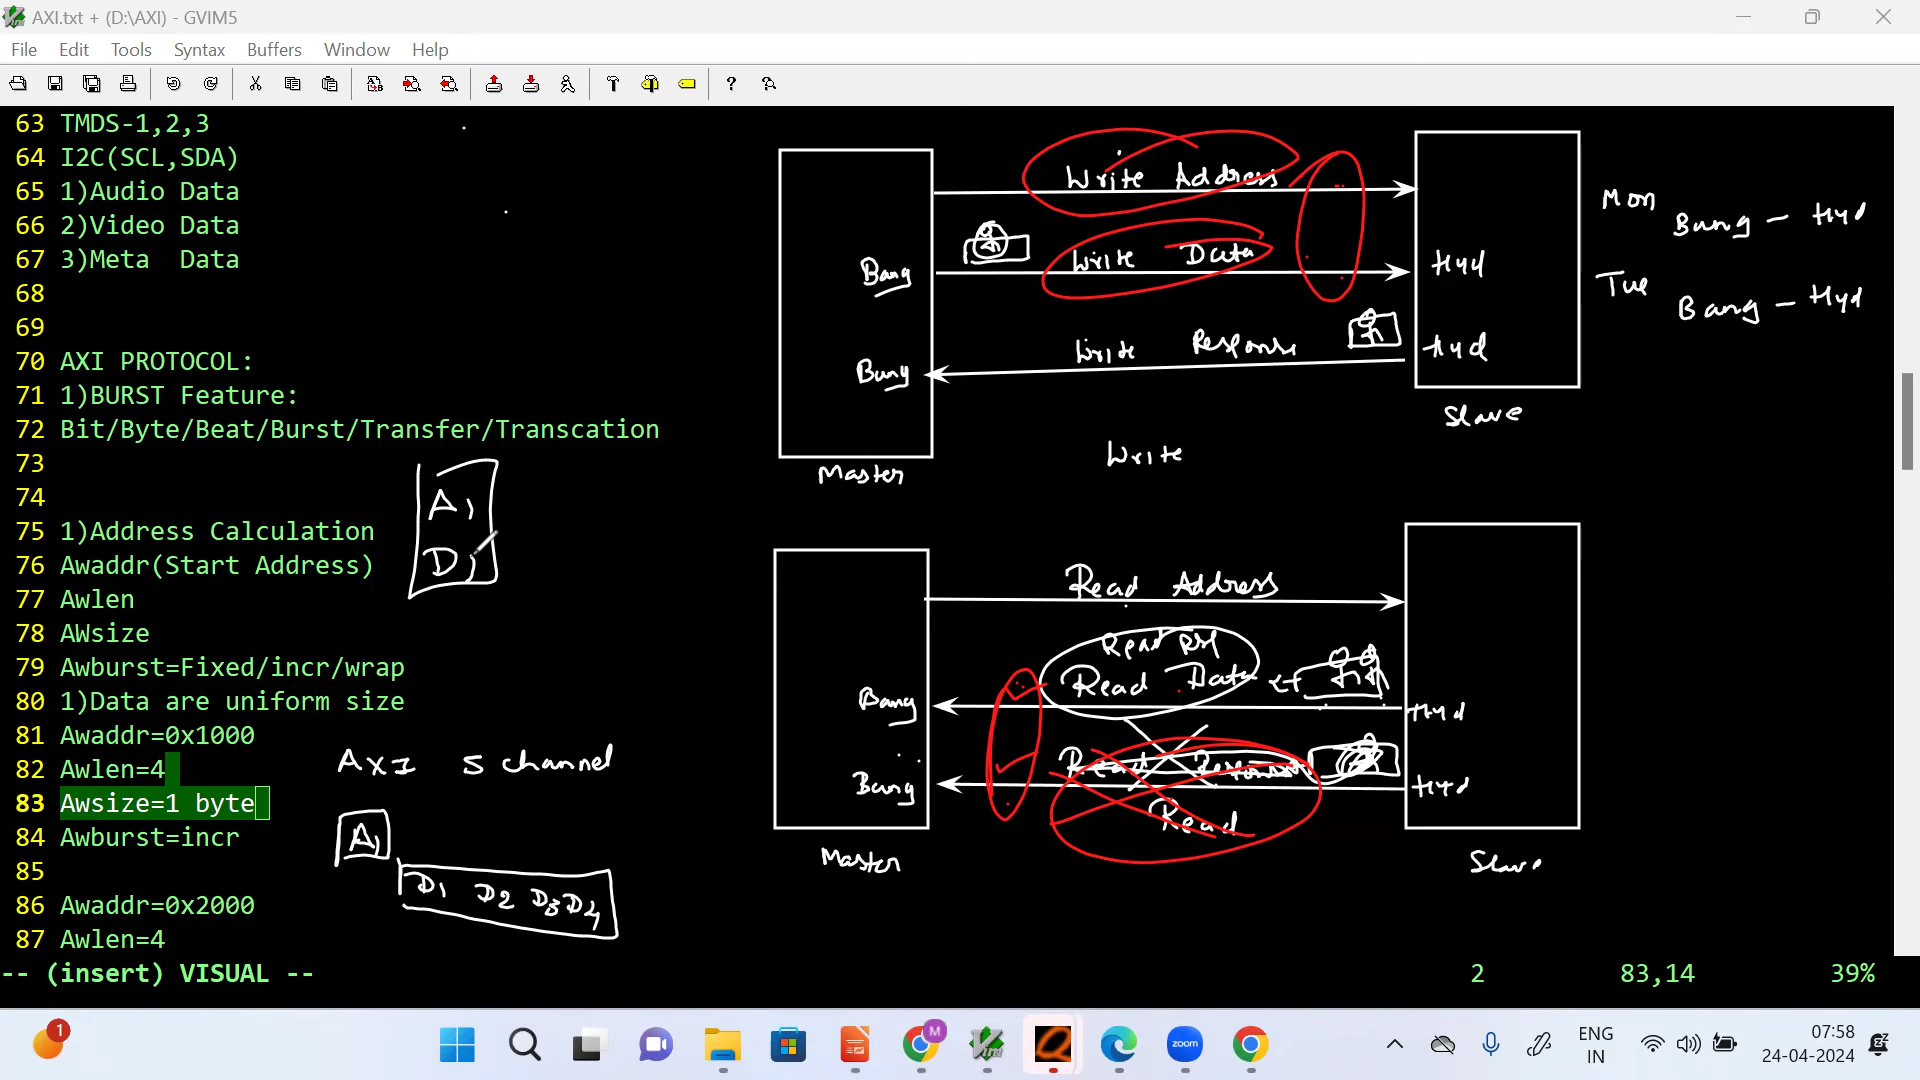 AXI.txt + (D:\AXI) - GVIM5
File Edit Tools Syntax Buffers Window Help
63 TMDS-1,2,3
64 I2C(SCL,SDA)
65 1)Audio Data
66 2)Video Data
67 3)Meta  Data
68
69
70 AXI PROTOCOL:
71 1)BURST Feature:
72 Bit/Byte/Beat/Burst/Transfer/Transcation
73
74
75 1)Address Calculation
76 Awaddr(Start Address)
77 Awlen
78 AWsize
79 Awburst=Fixed/incr/wrap
80 1)Data are uniform size
81 Awaddr=0x1000
82 Awlen=4
83 Awsize=1 byte
84 Awburst=incr
85
86 Awaddr=0x2000
87 Awlen=4
-- (insert) VISUAL --
2 83,14 39%
A1
D1
AXI 5 channel
A1
D1 D2 D3 D4
Write Address
Write Data
Bang
Hyd
Write Response
Bang
Hyd
Master
Write
Slave
Mon
Bang - Hyd
Tue
Bang - Hyd
Read Address
Read Data
Bang
Hyd
Read Response
Bang
Hyd
Read
Master
Slave
1
M
zoom
ENG
IN
07:58
24-04-2024